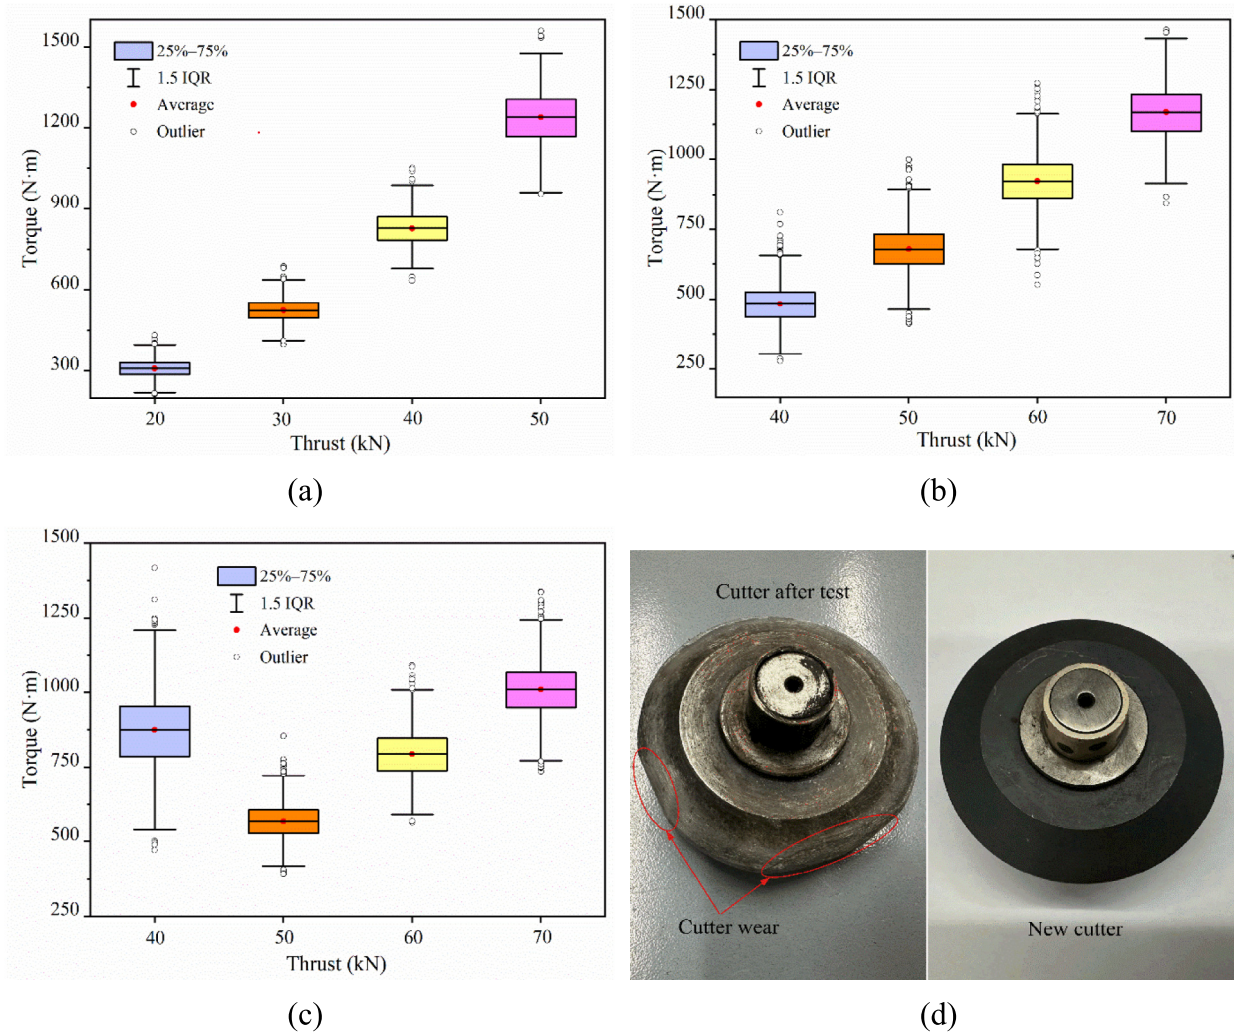 1500
1200
900
600
300
Torque (N·m)
25%–75%
1.5 IQR
Average
Outlier
20 30 40 50
Thrust (kN)
(a)
1500
1250
1000
750
500
250
Torque (N·m)
25%–75%
1.5 IQR
Average
Outlier
40 50 60 70
Thrust (kN)
(b)
1500
1250
1000
750
500
250
Torque (N·m)
25%–75%
1.5 IQR
Average
Outlier
40 50 60 70
Thrust (kN)
(c)
Cutter after test
Cutter wear
New cutter
(d)